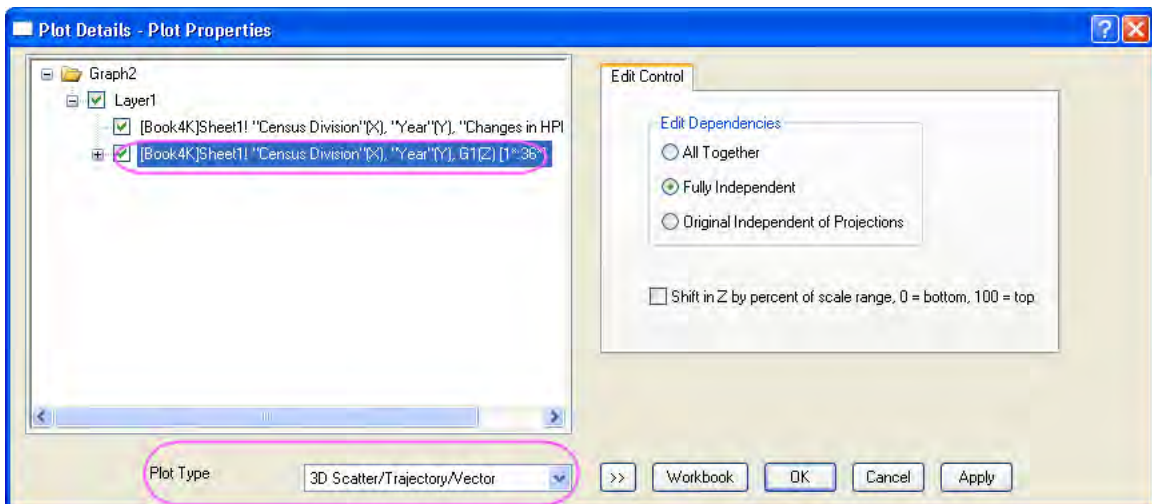 Plot Details - Plot Properties
Graph2
Layer1
[Book4K]Sheet1! "Census Division"(X), "Year"(Y), "Changes in HPI
[Book4K]Sheet1! "Census Division"(X), "Year"(Y), G1(Z) [1*:36*]
Edit Control
Edit Dependencies
All Together
Fully Independent
Original Independent of Projections
Shift in Z by percent of scale range, 0 = bottom, 100 = top
Plot Type
3D Scatter/Trajectory/Vector
>>
Workbook
OK
Cancel
Apply